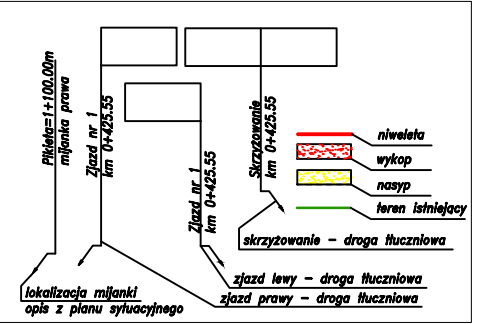 Pikieta=1+100.00m
mijanka prawa
Zjazd nr 1
km 0+425.55
Zjazd nr 1
km 0+425.55
Skrzyżowanie
km 0+425.55
niweleta
wykop
nasyp
teren istniejący
skrzyżowanie – droga tłuczniowa
zjazd lewy – droga tłuczniowa
zjazd prawy – droga tłuczniowa
lokalizacja mijanki
opis z planu sytuacyjnego